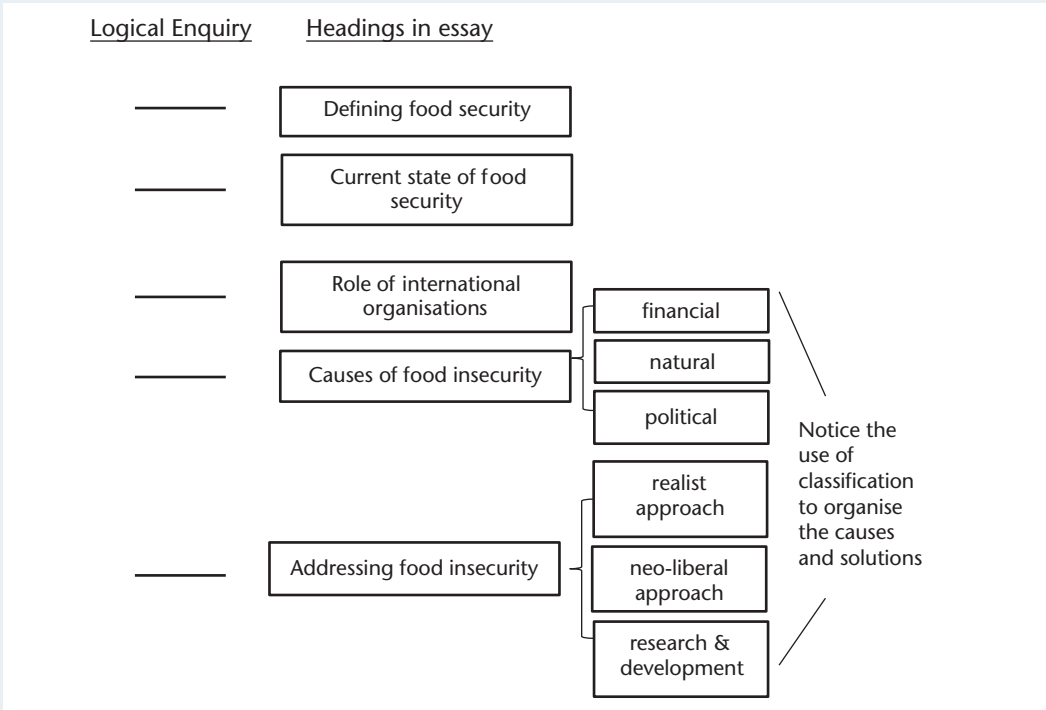 Logical Enquiry
Headings in essay
Defining food security
Current state of food
security
Role of international
organisations
Causes of food insecurity
financial
natural
political
Addressing food insecurity
realist
approach
neo-liberal
approach
research &
development
Notice the
use of
classification
to organise
the causes
and solutions